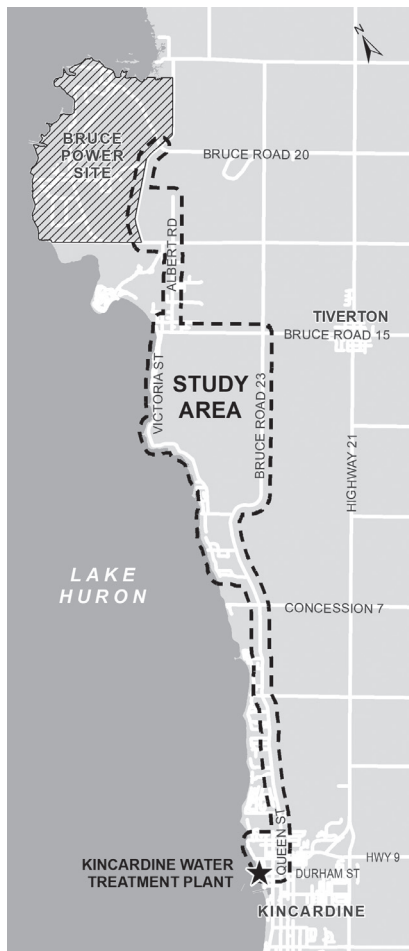 N
BRUCE
POWER
SITE
BRUCE ROAD 20
ALBERT RD
TIVERTON
BRUCE ROAD 15
VICTORIA ST
STUDY
AREA
BRUCE ROAD 23
HIGHWAY 21
LAKE
HURON
CONCESSION 7
QUEEN ST
HWY 9
KINCARDINE WATER
TREATMENT PLANT
DURHAM ST
KINCARDINE